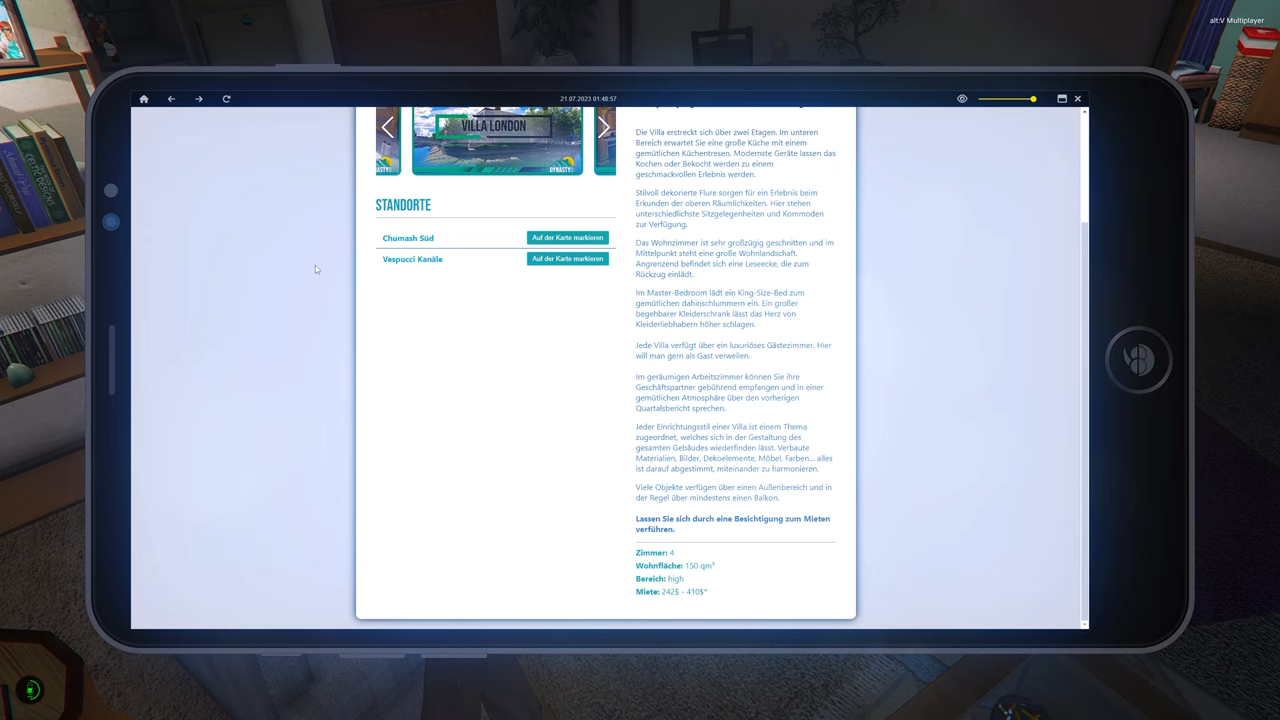 alt:V Multiplayer
21.07.2023 01:48:57
VILLA LONDON
DYNASTY
STANDORTE
Chumash Süd
Auf der Karte markieren
Vespucci Kanäle
Auf der Karte markieren
Die Villa erstreckt sich über zwei Etagen. Im unteren
Bereich erwartet Sie eine große Küche mit einem
gemütlichen Küchentresen. Modernste Geräte lassen das
Kochen oder Bekocht werden zu einem
geschmackvollen Erlebnis werden.
Stilvoll dekorierte Flure sorgen für ein Erlebnis beim
Erkunden der oberen Räumlichkeiten. Hier stehen
unterschiedlichste Sitzgelegenheiten und Kommoden
zur Verfügung.
Das Wohnzimmer ist sehr großzügig geschnitten und im
Mittelpunkt steht eine große Wohnlandschaft.
Angrenzend befindet sich eine Leseecke, die zum
Rückzug einlädt.
Im Master-Bedroom lädt ein King-Size-Bed zum
gemütlichen dahinschlummern ein. Ein großer
begehbarer Kleiderschrank lässt das Herz von
Kleiderliebhabern höher schlagen.
Jede Villa verfügt über ein luxuriöses Gästezimmer. Hier
will man gern als Gast verweilen.
Im geräumigen Arbeitszimmer können Sie ihre
Geschäftspartner gebührend empfangen und in einer
gemütlichen Atmosphäre über den vorherigen
Quartalsbericht sprechen.
Jeder Einrichtungsstil einer Villa ist einem Thema
zugeordnet, welches sich in der Gestaltung des
gesamten Gebäudes wiederfinden lässt. Verbaute
Materialien, Bilder, Dekoelemente, Möbel, Farben... alles
ist darauf abgestimmt, miteinander zu harmonieren.
Viele Objekte verfügen über einen Außenbereich und in
der Regel über mindestens einen Balkon.
Lassen Sie sich durch eine Besichtigung zum Mieten
verführen.
Zimmer: 4
Wohnfläche: 150 qm²
Bereich: high
Miete: 242$ - 410$*